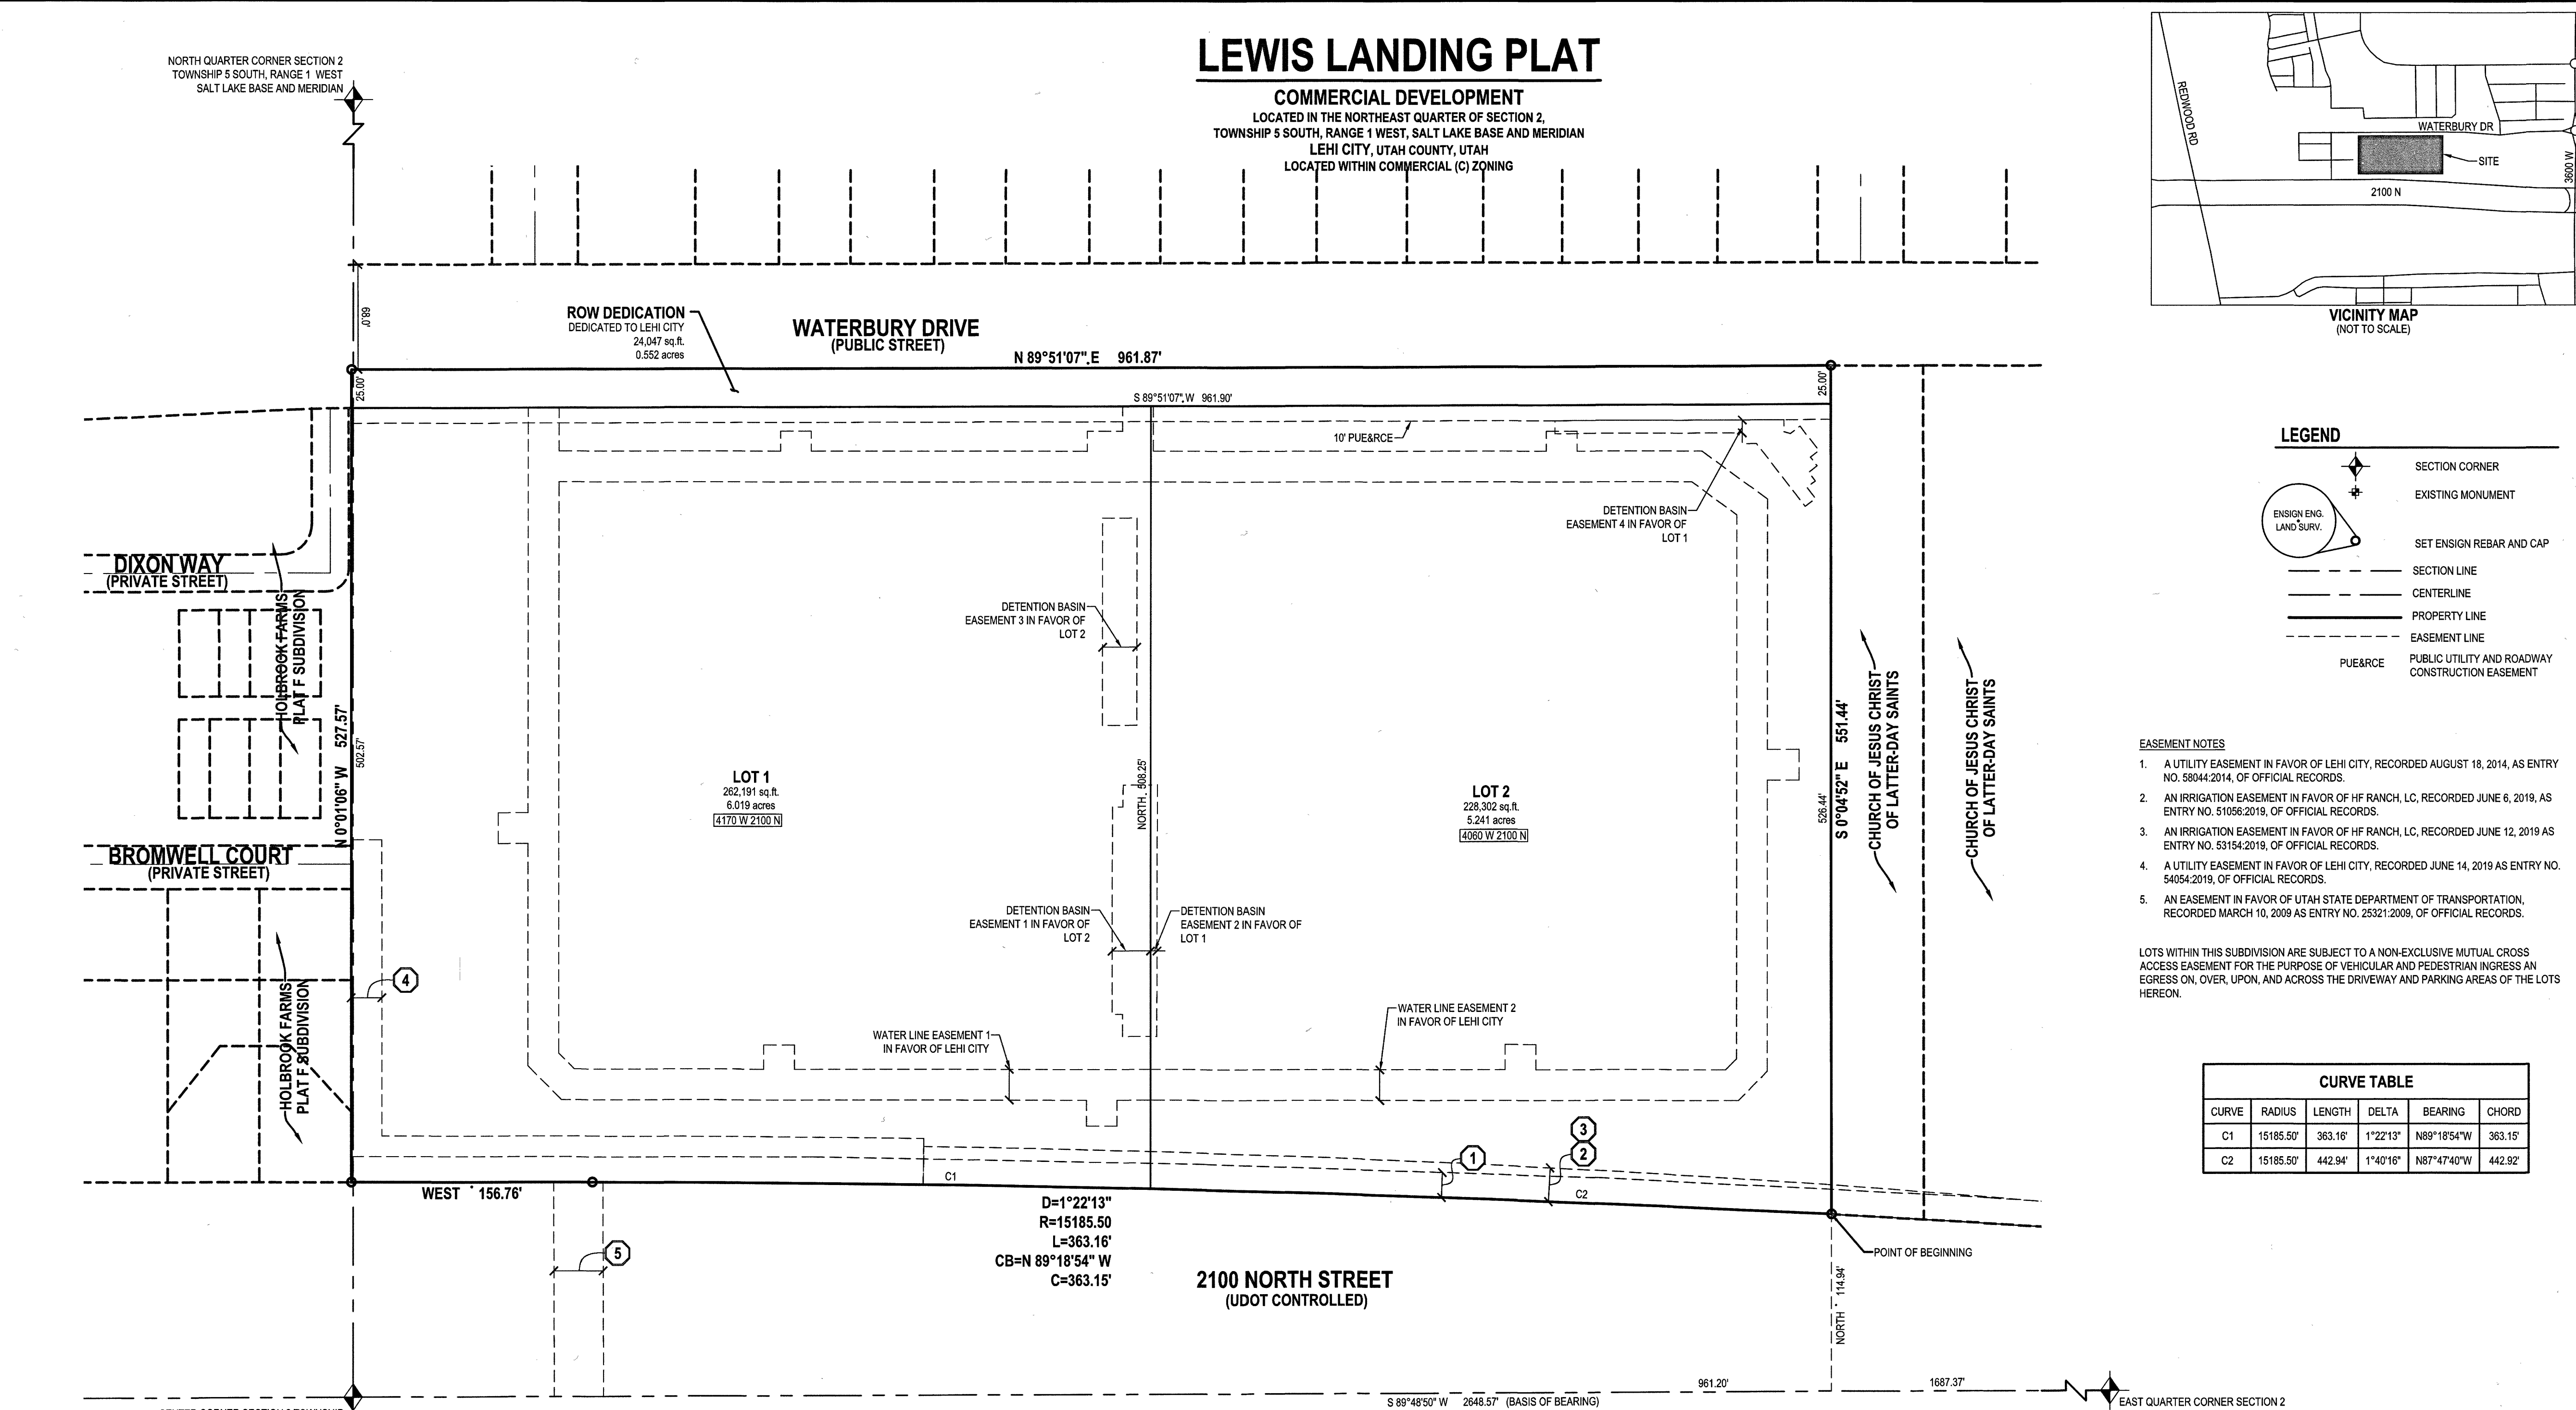 LEWIS LANDING PLAT
COMMERCIAL DEVELOPMENT
LOCATED IN THE NORTHEAST QUARTER OF SECTION 2,
TOWNSHIP 5 SOUTH, RANGE 1 WEST, SALT LAKE BASE AND MERIDIAN
LEHI CITY, UTAH COUNTY, UTAH
LOCATED WITHIN COMMERCIAL (C) ZONING
NORTH QUARTER CORNER SECTION 2
TOWNSHIP 5 SOUTH, RANGE 1 WEST
SALT LAKE BASE AND MERIDIAN
REDWOOD RD
WATERBURY DR
SITE
3600 W
2100 N
VICINITY MAP
(NOT TO SCALE)
68.0'
ROW DEDICATION
DEDICATED TO LEHI CITY
24,047 sq.ft.
0.552 acres
WATERBURY DRIVE
(PUBLIC STREET)
N 89°51'07" E 961.87'
25.00'
25.00'
S 89°51'07" W 961.90'
10' PUE&RCE
DETENTION BASIN
EASEMENT 4 IN FAVOR OF
LOT 1
DIXON WAY
(PRIVATE STREET)
HOLBROOK FARMS
PLAT F SUBDIVISION
DETENTION BASIN
EASEMENT 3 IN FAVOR OF
LOT 2
N 0°01'06" W 527.57'
502.57'
LOT 1
262,191 sq.ft.
6.019 acres
4170 W 2100 N
NORTH 508.25'
LOT 2
228,302 sq.ft.
5.241 acres
4060 W 2100 N
526.44'
S 0°04'52" E 551.44'
CHURCH OF JESUS CHRIST
OF LATTER-DAY SAINTS
CHURCH OF JESUS CHRIST
OF LATTER-DAY SAINTS
BROMWELL COURT
(PRIVATE STREET)
DETENTION BASIN
EASEMENT 1 IN FAVOR OF
LOT 2
DETENTION BASIN
EASEMENT 2 IN FAVOR OF
LOT 1
4
HOLBROOK FARMS
PLAT F SUBDIVISION
WATER LINE EASEMENT 1
IN FAVOR OF LEHI CITY
WATER LINE EASEMENT 2
IN FAVOR OF LEHI CITY
3
2
1
C1
C2
WEST 156.76'
D=1°22'13"
R=15185.50
L=363.16'
CB=N 89°18'54" W
C=363.15'
5
2100 NORTH STREET
(UDOT CONTROLLED)
POINT OF BEGINNING
NORTH 114.94'
961.20'
1687.37'
S 89°48'50" W 2648.57' (BASIS OF BEARING)
EAST QUARTER CORNER SECTION 2
LEGEND
SECTION CORNER
EXISTING MONUMENT
ENSIGN ENG.
LAND SURV.
SET ENSIGN REBAR AND CAP
SECTION LINE
CENTERLINE
PROPERTY LINE
EASEMENT LINE
PUE&RCE PUBLIC UTILITY AND ROADWAY
CONSTRUCTION EASEMENT
EASEMENT NOTES
1. A UTILITY EASEMENT IN FAVOR OF LEHI CITY, RECORDED AUGUST 18, 2014, AS ENTRY
NO. 58044:2014, OF OFFICIAL RECORDS.
2. AN IRRIGATION EASEMENT IN FAVOR OF HF RANCH, LC, RECORDED JUNE 6, 2019, AS
ENTRY NO. 51056:2019, OF OFFICIAL RECORDS.
3. AN IRRIGATION EASEMENT IN FAVOR OF HF RANCH, LC, RECORDED JUNE 12, 2019 AS
ENTRY NO. 53154:2019, OF OFFICIAL RECORDS.
4. A UTILITY EASEMENT IN FAVOR OF LEHI CITY, RECORDED JUNE 14, 2019 AS ENTRY NO.
54054:2019, OF OFFICIAL RECORDS.
5. AN EASEMENT IN FAVOR OF UTAH STATE DEPARTMENT OF TRANSPORTATION,
RECORDED MARCH 10, 2009 AS ENTRY NO. 25321:2009, OF OFFICIAL RECORDS.
LOTS WITHIN THIS SUBDIVISION ARE SUBJECT TO A NON-EXCLUSIVE MUTUAL CROSS
ACCESS EASEMENT FOR THE PURPOSE OF VEHICULAR AND PEDESTRIAN INGRESS AN
EGRESS ON, OVER, UPON, AND ACROSS THE DRIVEWAY AND PARKING AREAS OF THE LOTS
HEREON.
CURVE TABLE
CURVE RADIUS LENGTH DELTA BEARING CHORD
C1 15185.50' 363.16' 1°22'13" N89°18'54"W 363.15'
C2 15185.50' 442.94' 1°40'16" N87°47'40"W 442.92'